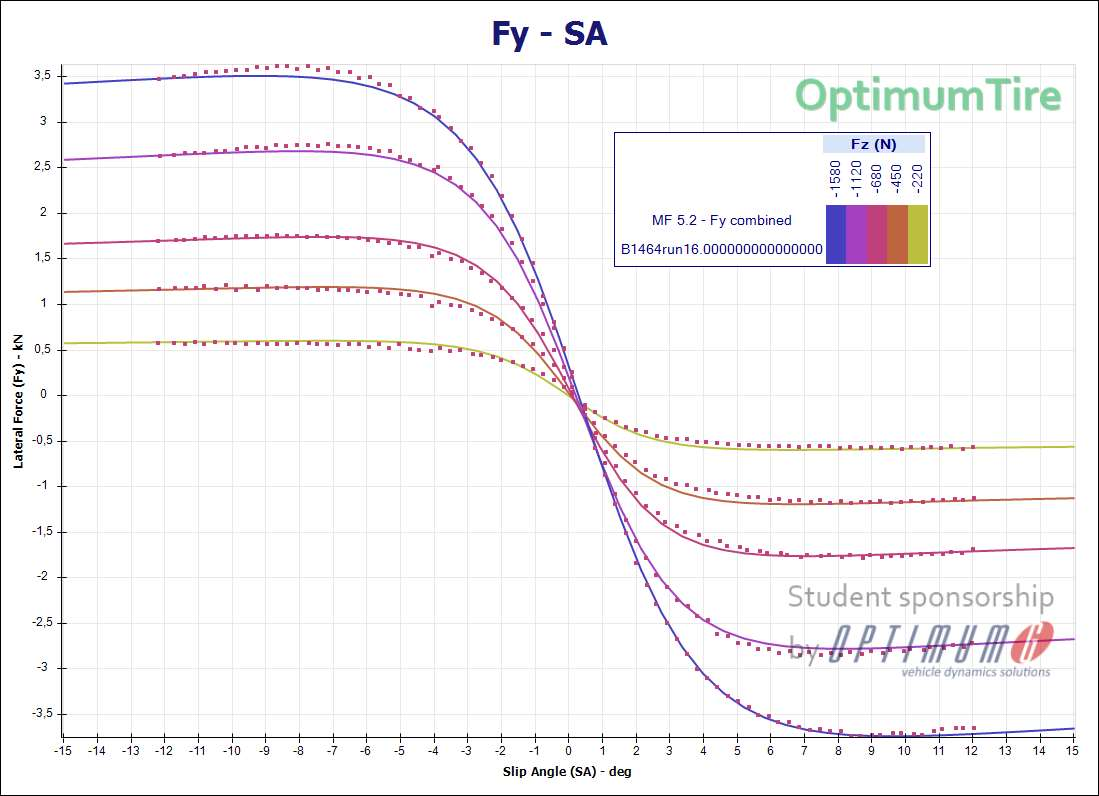 Fy - SA
OptimumTire
Fz (N)
-1580 -1120 -680 -450 -220
MF 5.2 - Fy combined
B1464run16.000000000000000
Lateral Force (Fy) - kN
3,5
3
2,5
2
1,5
1
0,5
0
-0,5
-1
-1,5
-2
-2,5
-3
-3,5
Student sponsorship
by OPTIMUM G
vehicle dynamics solutions
-15 -14 -13 -12 -11 -10 -9 -8 -7 -6 -5 -4 -3 -2 -1 0 1 2 3 4 5 6 7 8 9 10 11 12 13 14 15
Slip Angle (SA) - deg